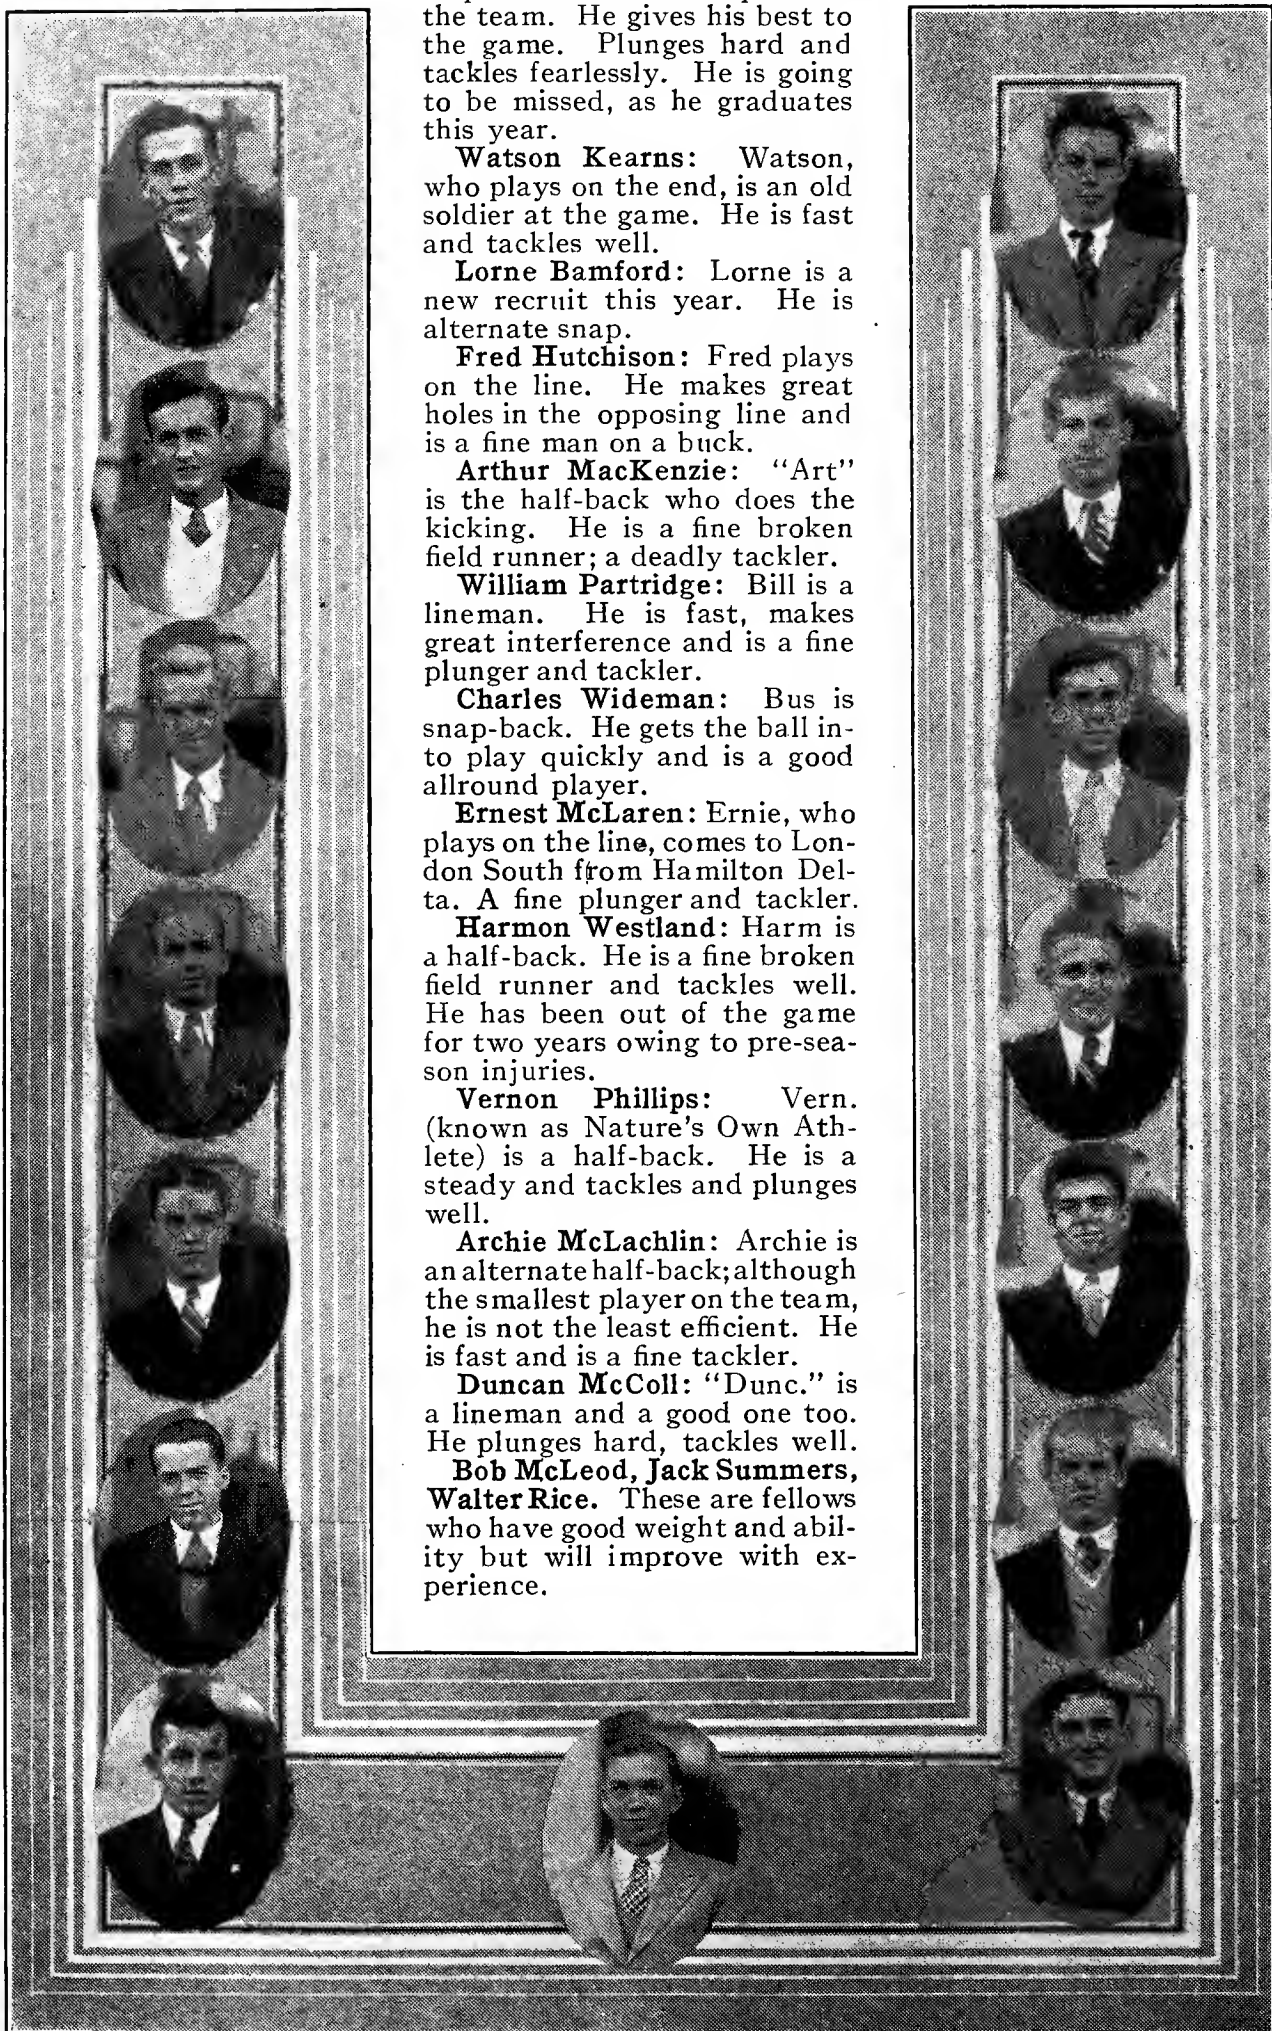 the team. He gives his best to
the game. Plunges hard and
tackles fearlessly. He is going
to be missed, as he graduates
this year.
Watson Kearns: Watson,
who plays on the end, is an old
soldier at the game. He is fast
and tackles well.
Lorne Bamford: Lorne is a
new recruit this year. He is
alternate snap.
Fred Hutchison: Fred plays
on the line. He makes great
holes in the opposing line and
is a fine man on a buck.
Arthur MacKenzie: "Art"
is the half-back who does the
kicking. He is a fine broken
field runner; a deadly tackler.
William Partridge: Bill is a
lineman. He is fast, makes
great interference and is a fine
plunger and tackler.
Charles Wideman: Bus is
snap-back. He gets the ball in-
to play quickly and is a good
allround player.
Ernest McLaren: Ernie, who
plays on the line, comes to Lon-
don South from Hamilton Del-
ta. A fine plunger and tackler.
Harmon Westland: Harm is
a half-back. He is a fine broken
field runner and tackles well.
He has been out of the game
for two years owing to pre-sea-
son injuries.
Vernon Phillips: Vern.
(known as Nature's Own Ath-
lete) is a half-back. He is a
steady and tackles and plunges
well.
Archie McLachlin: Archie is
an alternate half-back; although
the smallest player on the team,
he is not the least efficient. He
is fast and is a fine tackler.
Duncan McColl: "Dunc." is
a lineman and a good one too.
He plunges hard, tackles well.
Bob McLeod, Jack Summers,
Walter Rice. These are fellows
who have good weight and abil-
ity but will improve with ex-
perience.